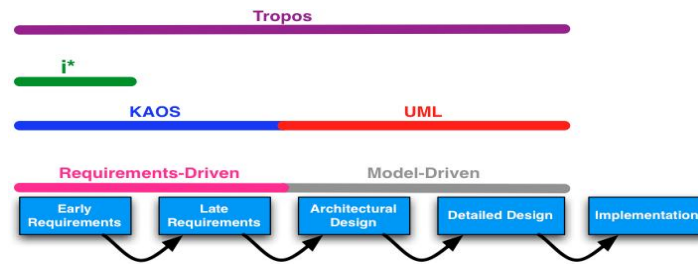 Tropos
i*
KAOS
UML
Requirements-Driven
Model-Driven
Early
Requirements
Late
Requirements
Architectural
Design
Detailed Design
Implementation